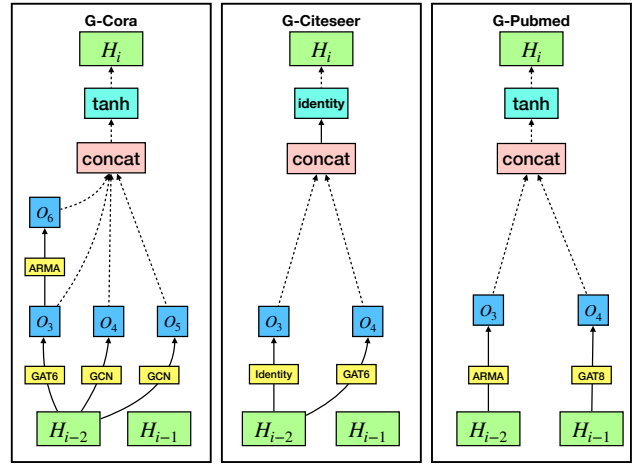 G-Cora
H_i
tanh
concat
O_6
ARMA
O_3
O_4
O_5
GAT6
GCN
GCN
H_{i-2}
H_{i-1}
G-Citeseer
H_i
identity
concat
O_3
O_4
Identity
GAT6
H_{i-2}
H_{i-1}
G-Pubmed
H_i
tanh
concat
O_3
O_4
ARMA
GAT8
H_{i-2}
H_{i-1}